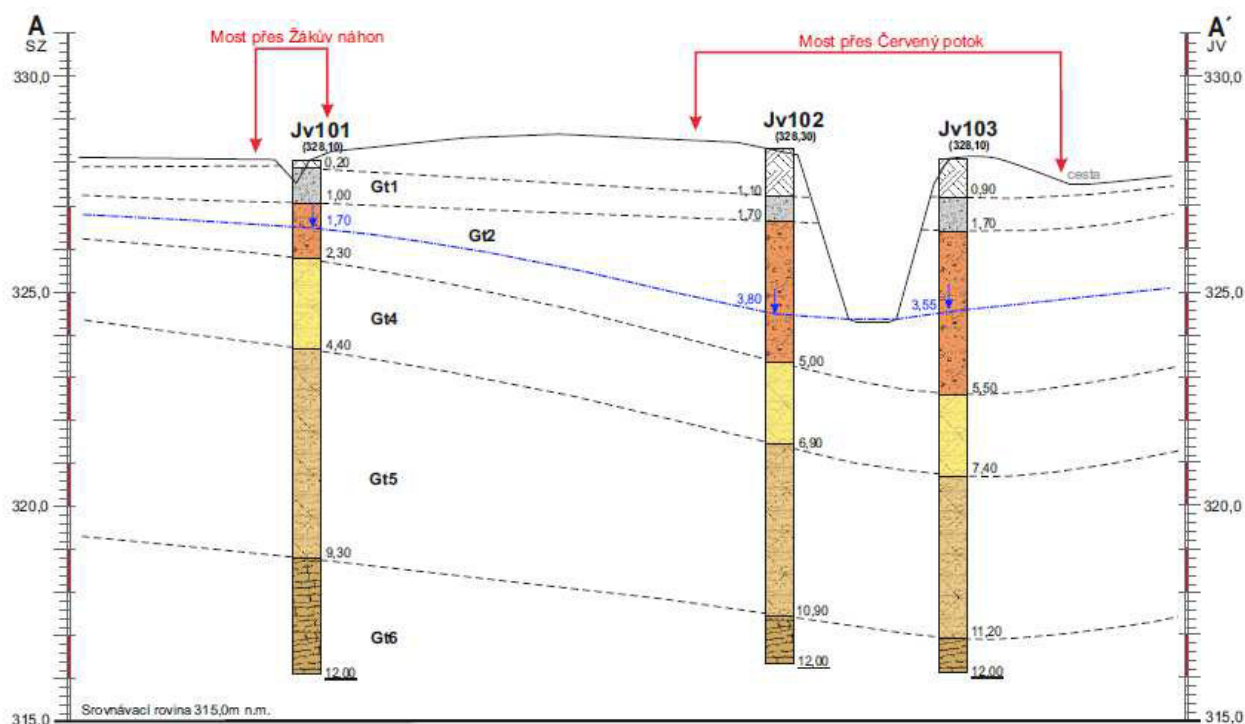 A
SZ
A´
JV
Most přes Žákův náhon
Most přes Červený potok
330,0
330,0
Jv101
(328,10)
Jv102
(328,30)
Jv103
(328,10)
0,20
cesta
Gt1
1,00
1,10
0,90
1,70
1,70
1,70
Gt2
2,30
325,0
325,0
3,80
3,55
Gt4
4,40
5,00
5,50
6,90
7,40
Gt5
320,0
320,0
9,30
10,90
11,20
Gt6
12,00
12,00
12,00
Srovnávací rovina 315,0m n.m.
315,0
315,0